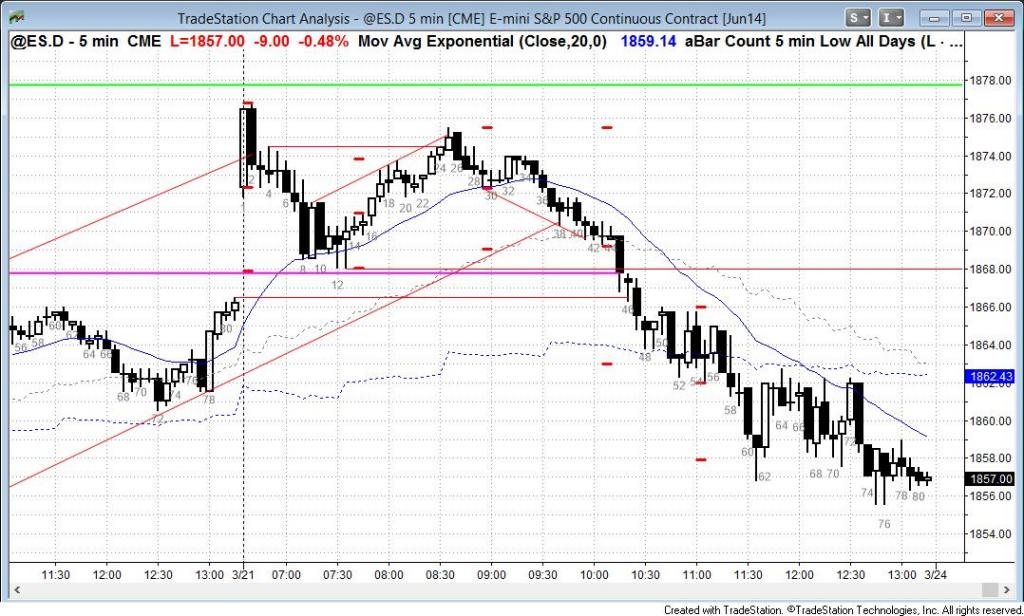 TradeStation Chart Analysis - @ES.D 5 min [CME] E-mini S&P 500 Continuous Contract [Jun14]
S
I
@ES.D - 5 min CME L=1857.00 -9.00 -0.48% Mov Avg Exponential (Close,20,0) 1859.14 aBar Count 5 min Low All Days (L · ...
1878.00
1876.00
1874.00
1872.00
1870.00
1868.00
1866.00
1864.00
1862.43
1862.00
1860.00
1858.00
1857.00
1856.00
1854.00
56 58 60 62 64 66 68 70 72 74 76 78 80
2 4 6 8 10 12 14 16 18 20 22 24 26 28 30 32 34 36 38 40 42 44 46 48 50 52 54 56 58 60 62 64 66 68 70 72 74 76 78 80
11:30 12:00 12:30 13:00 3/21 07:00 07:30 08:00 08:30 09:00 09:30 10:00 10:30 11:00 11:30 12:00 12:30 13:00 3/24
Created with TradeStation. ©TradeStation Technologies, Inc. All rights reserved.